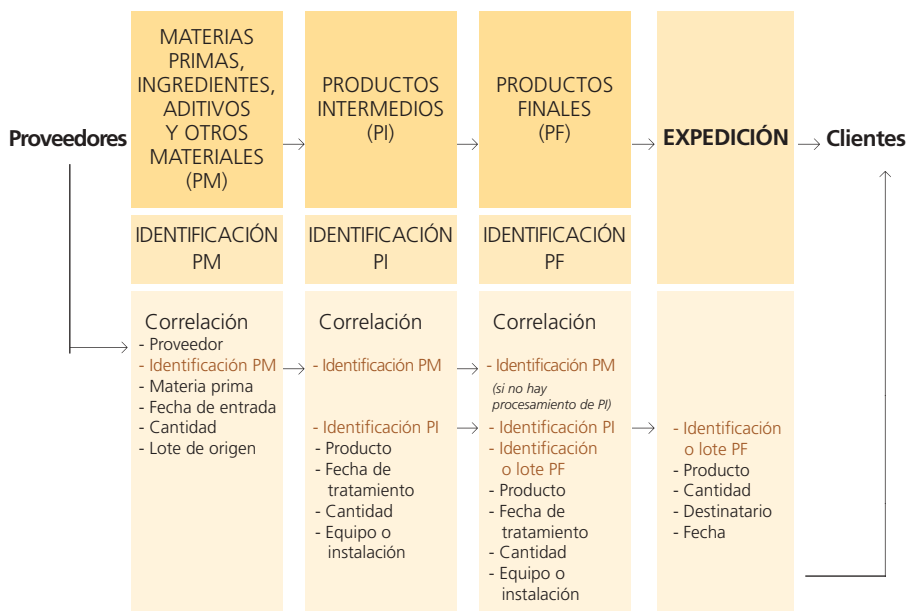 Proveedores
MATERIAS
PRIMAS,
INGREDIENTES,
ADITIVOS
Y OTROS
MATERIALES
(PM)
PRODUCTOS
INTERMEDIOS
(PI)
PRODUCTOS
FINALES
(PF)
EXPEDICIÓN
Clientes
IDENTIFICACIÓN
PM
IDENTIFICACIÓN
PI
IDENTIFICACIÓN
PF
Correlación
- Proveedor
- Identificación PM
- Materia prima
- Fecha de entrada
- Cantidad
- Lote de origen
Correlación
- Identificación PM
- Identificación PI
- Producto
- Fecha de
tratamiento
- Cantidad
- Equipo o
instalación
Correlación
- Identificación PM
(si no hay
procesamiento de PI)
- Identificación PI
- Identificación
o lote PF
- Producto
- Fecha de
tratamiento
- Cantidad
- Equipo o
instalación
- Identificación
o lote PF
- Producto
- Cantidad
- Destinatario
- Fecha